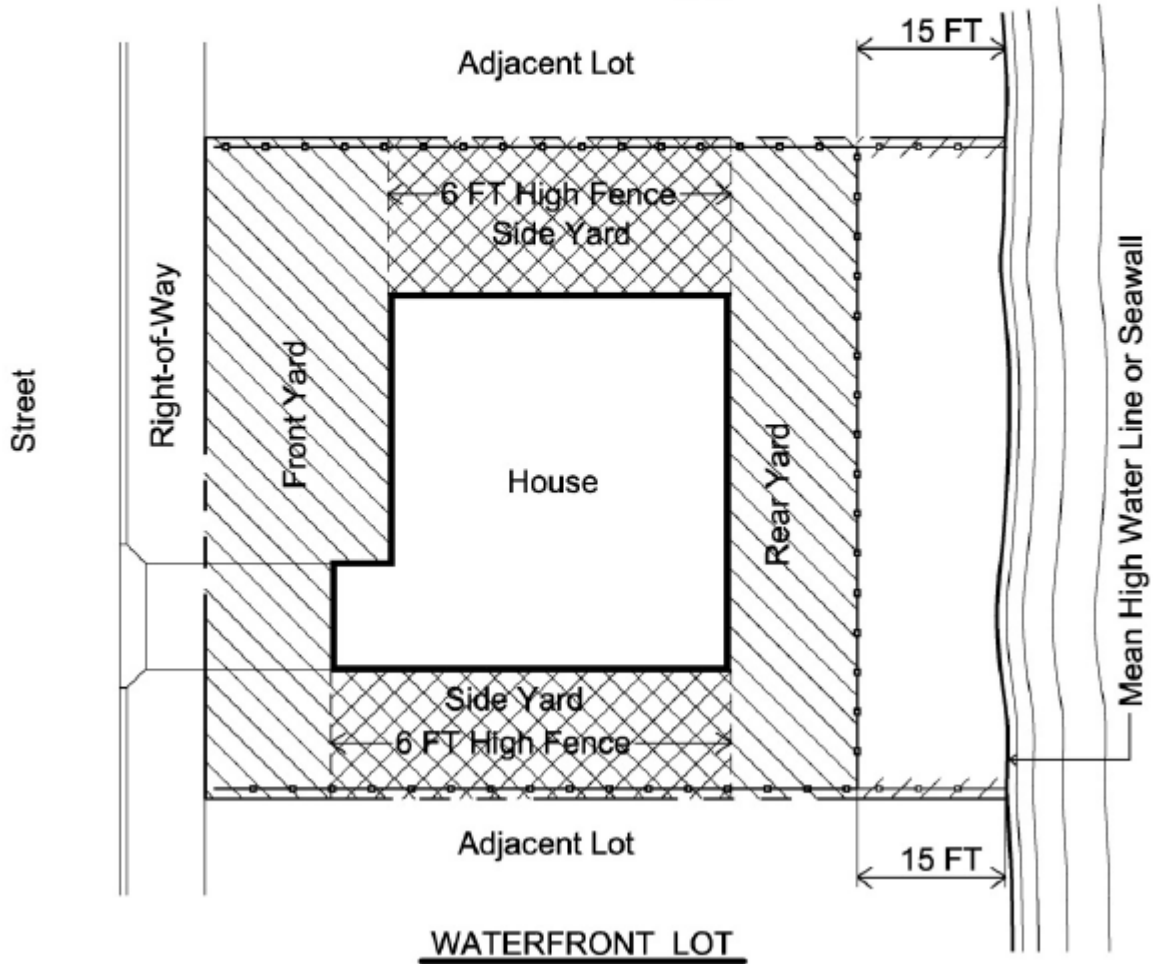 15 FT
Adjacent Lot
6 FT High Fence
Side Yard
Street
Right-of-Way
Front Yard
House
Rear Yard
Mean High Water Line or Seawall
Side Yard
6 FT High Fence
Adjacent Lot
15 FT
WATERFRONT LOT